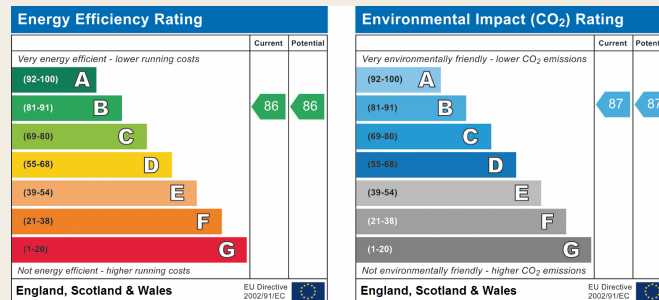 Energy Efficiency Rating
Current Potential
Very energy efficient - lower running costs
(92-100) A
(81-91) B
(69-80) C
(55-68) D
(39-54) E
(21-38) F
(1-20) G
86 86
Not energy efficient - higher running costs
England, Scotland & Wales
EU Directive
2002/91/EC
Environmental Impact (CO₂) Rating
Current Potent
Very environmentally friendly - lower CO₂ emissions
(92-100) A
(81-91) B
(69-80) C
(55-68) D
(39-54) E
(21-38) F
(1-20) G
87 87
Not environmentally friendly - higher CO₂ emissions
England, Scotland & Wales
EU Directive
2002/91/EC